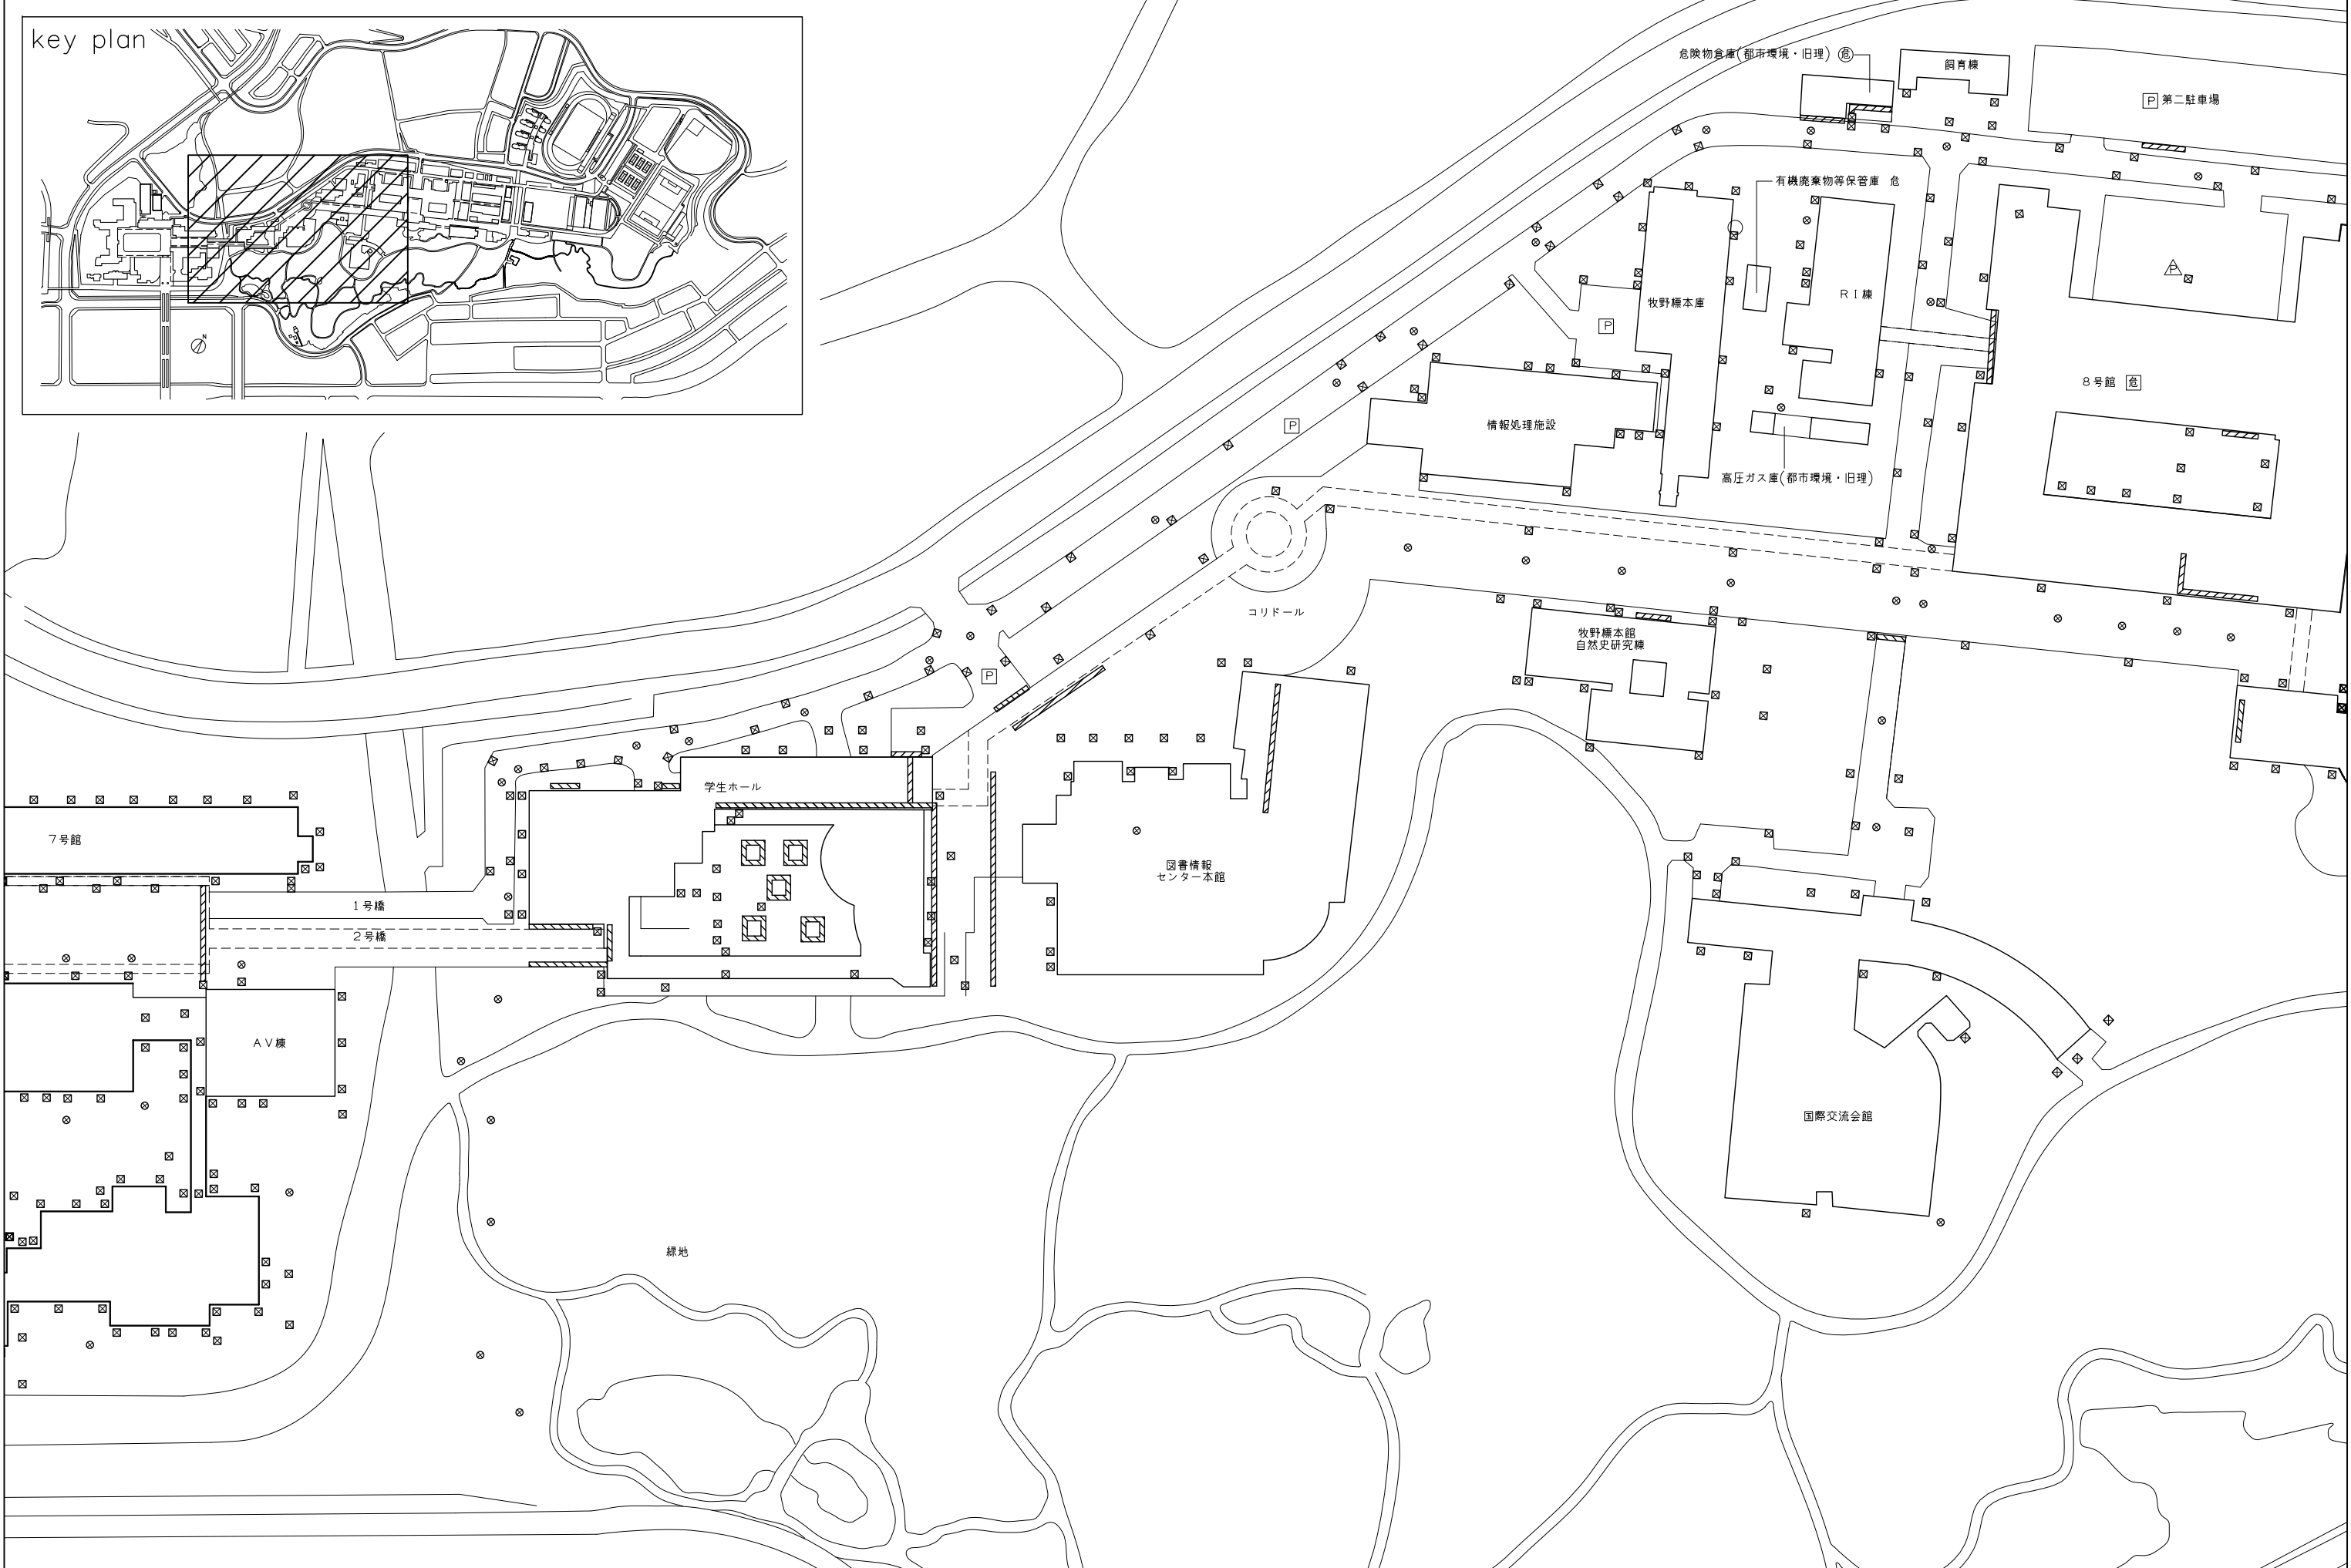 key plan
N
危険物倉庫(都市環境・旧理) 危
飼育棟
P 第二駐車場
有機廃棄物等保管庫 危
P
牧野標本庫
RI棟
P
8号館 危
P
情報処理施設
P
高圧ガス庫(都市環境・旧理)
コリドール
牧野標本館
自然史研究棟
P
学生ホール
7号館
図書情報
センター本館
1号橋
2号橋
AV棟
国際交流会館
緑地